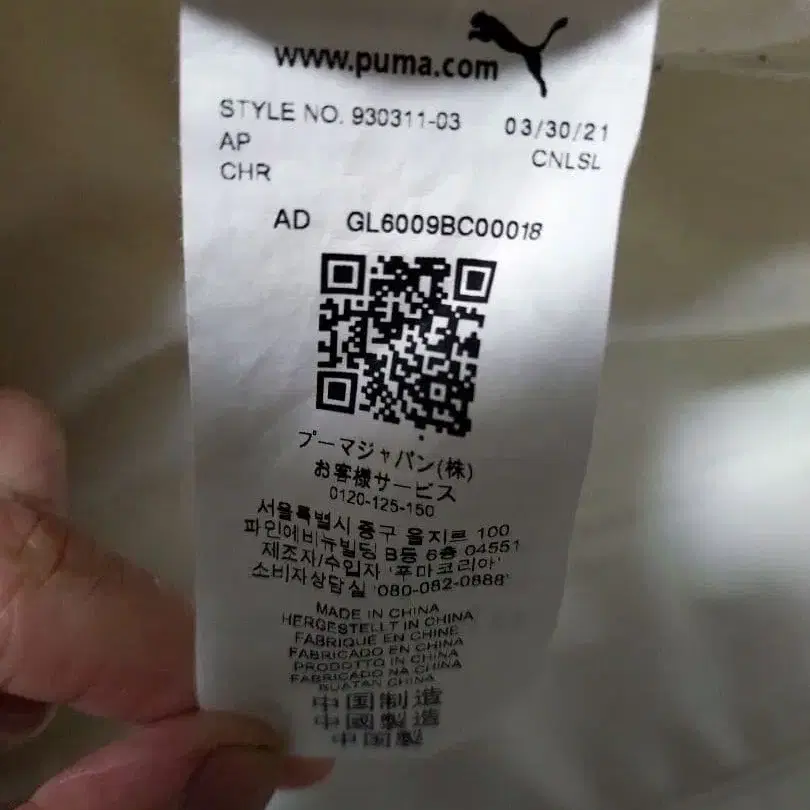 www.puma.com
STYLE NO. 930311-03 03/30/21
AP CNLSL
CHR
AD GL6009BC00018
プーマジャパン(株)
お客様サービス
0120-125-150
서울특별시 중구 을지로 100
파인에비뉴빌딩 B동 6층 04551
제조자/수입자 '푸마코리아'
소비자상담실 '080-082-0888'
MADE IN CHINA
HERGESTELLT IN CHINA
FABRIQUE EN CHINE
FABRICADO EN CHINA
PRODOTTO IN CHINA
FABRICADO NA CHINA
BUATAN CHINA
中国制造
中國製造
中国製